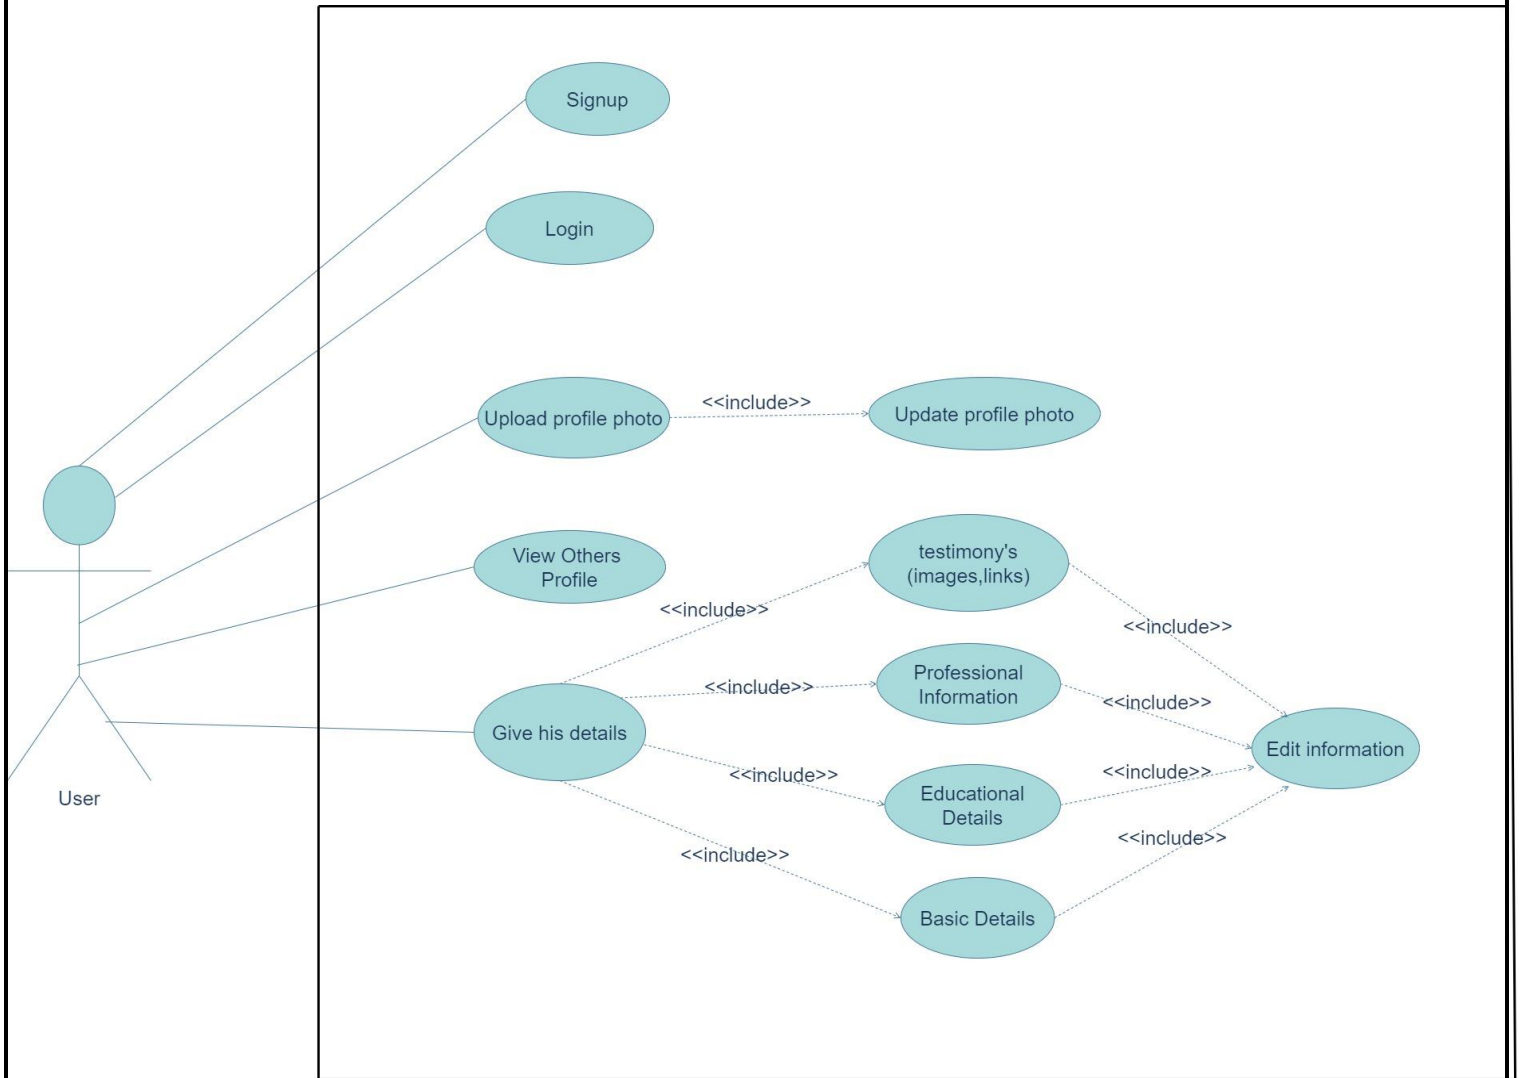 Signup
Login
Upload profile photo
<<include>>
Update profile photo
View Others
Profile
testimony's
(images,links)
<<include>>
<<include>>
Professional
Information
<<include>>
<<include>>
Give his details
Edit information
<<include>>
<<include>>
Educational
Details
User
<<include>>
<<include>>
Basic Details